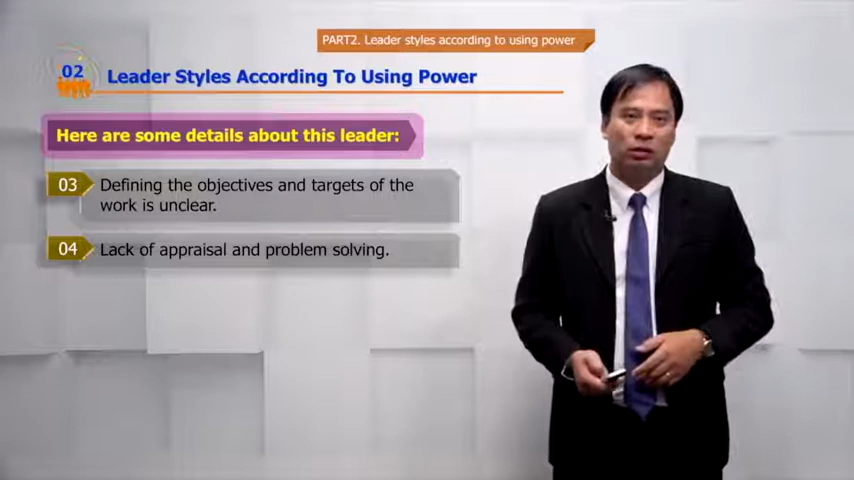 PART2. Leader styles according to using power
02
Leader Styles According To Using Power
Here are some details about this leader:
03
Defining the objectives and targets of the
work is unclear.
04
Lack of appraisal and problem solving.